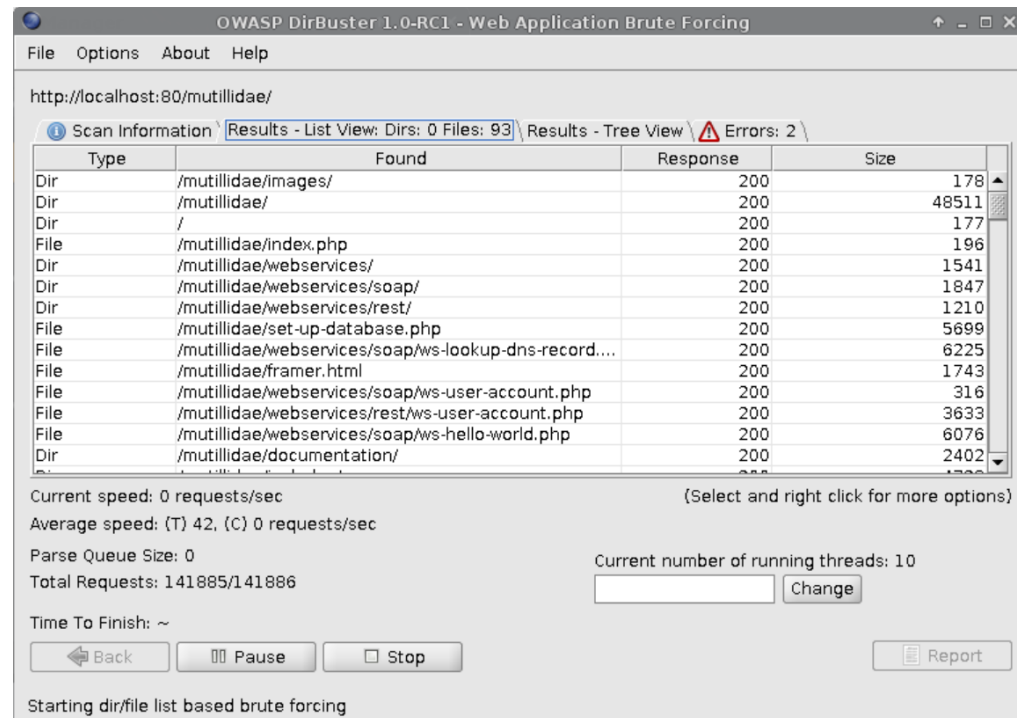 OWASP DirBuster 1.0-RC1 - Web Application Brute Forcing
File Options About Help
http://localhost:80/mutillidae/
Scan Information Results - List View: Dirs: 0 Files: 93 Results - Tree View Errors: 2
Type Found Response Size
Dir /mutillidae/images/ 200 178
Dir /mutillidae/ 200 48511
Dir / 200 177
File /mutillidae/index.php 200 196
Dir /mutillidae/webservices/ 200 1541
Dir /mutillidae/webservices/soap/ 200 1847
Dir /mutillidae/webservices/rest/ 200 1210
File /mutillidae/set-up-database.php 200 5699
File /mutillidae/webservices/soap/ws-lookup-dns-record.... 200 6225
File /mutillidae/framer.html 200 1743
File /mutillidae/webservices/soap/ws-user-account.php 200 316
File /mutillidae/webservices/rest/ws-user-account.php 200 3633
File /mutillidae/webservices/soap/ws-hello-world.php 200 6076
Dir /mutillidae/documentation/ 200 2402
Current speed: 0 requests/sec (Select and right click for more options)
Average speed: (T) 42, (C) 0 requests/sec
Parse Queue Size: 0 Current number of running threads: 10
Total Requests: 141885/141886 Change
Time To Finish: ~
Back Pause Stop Report
Starting dir/file list based brute forcing